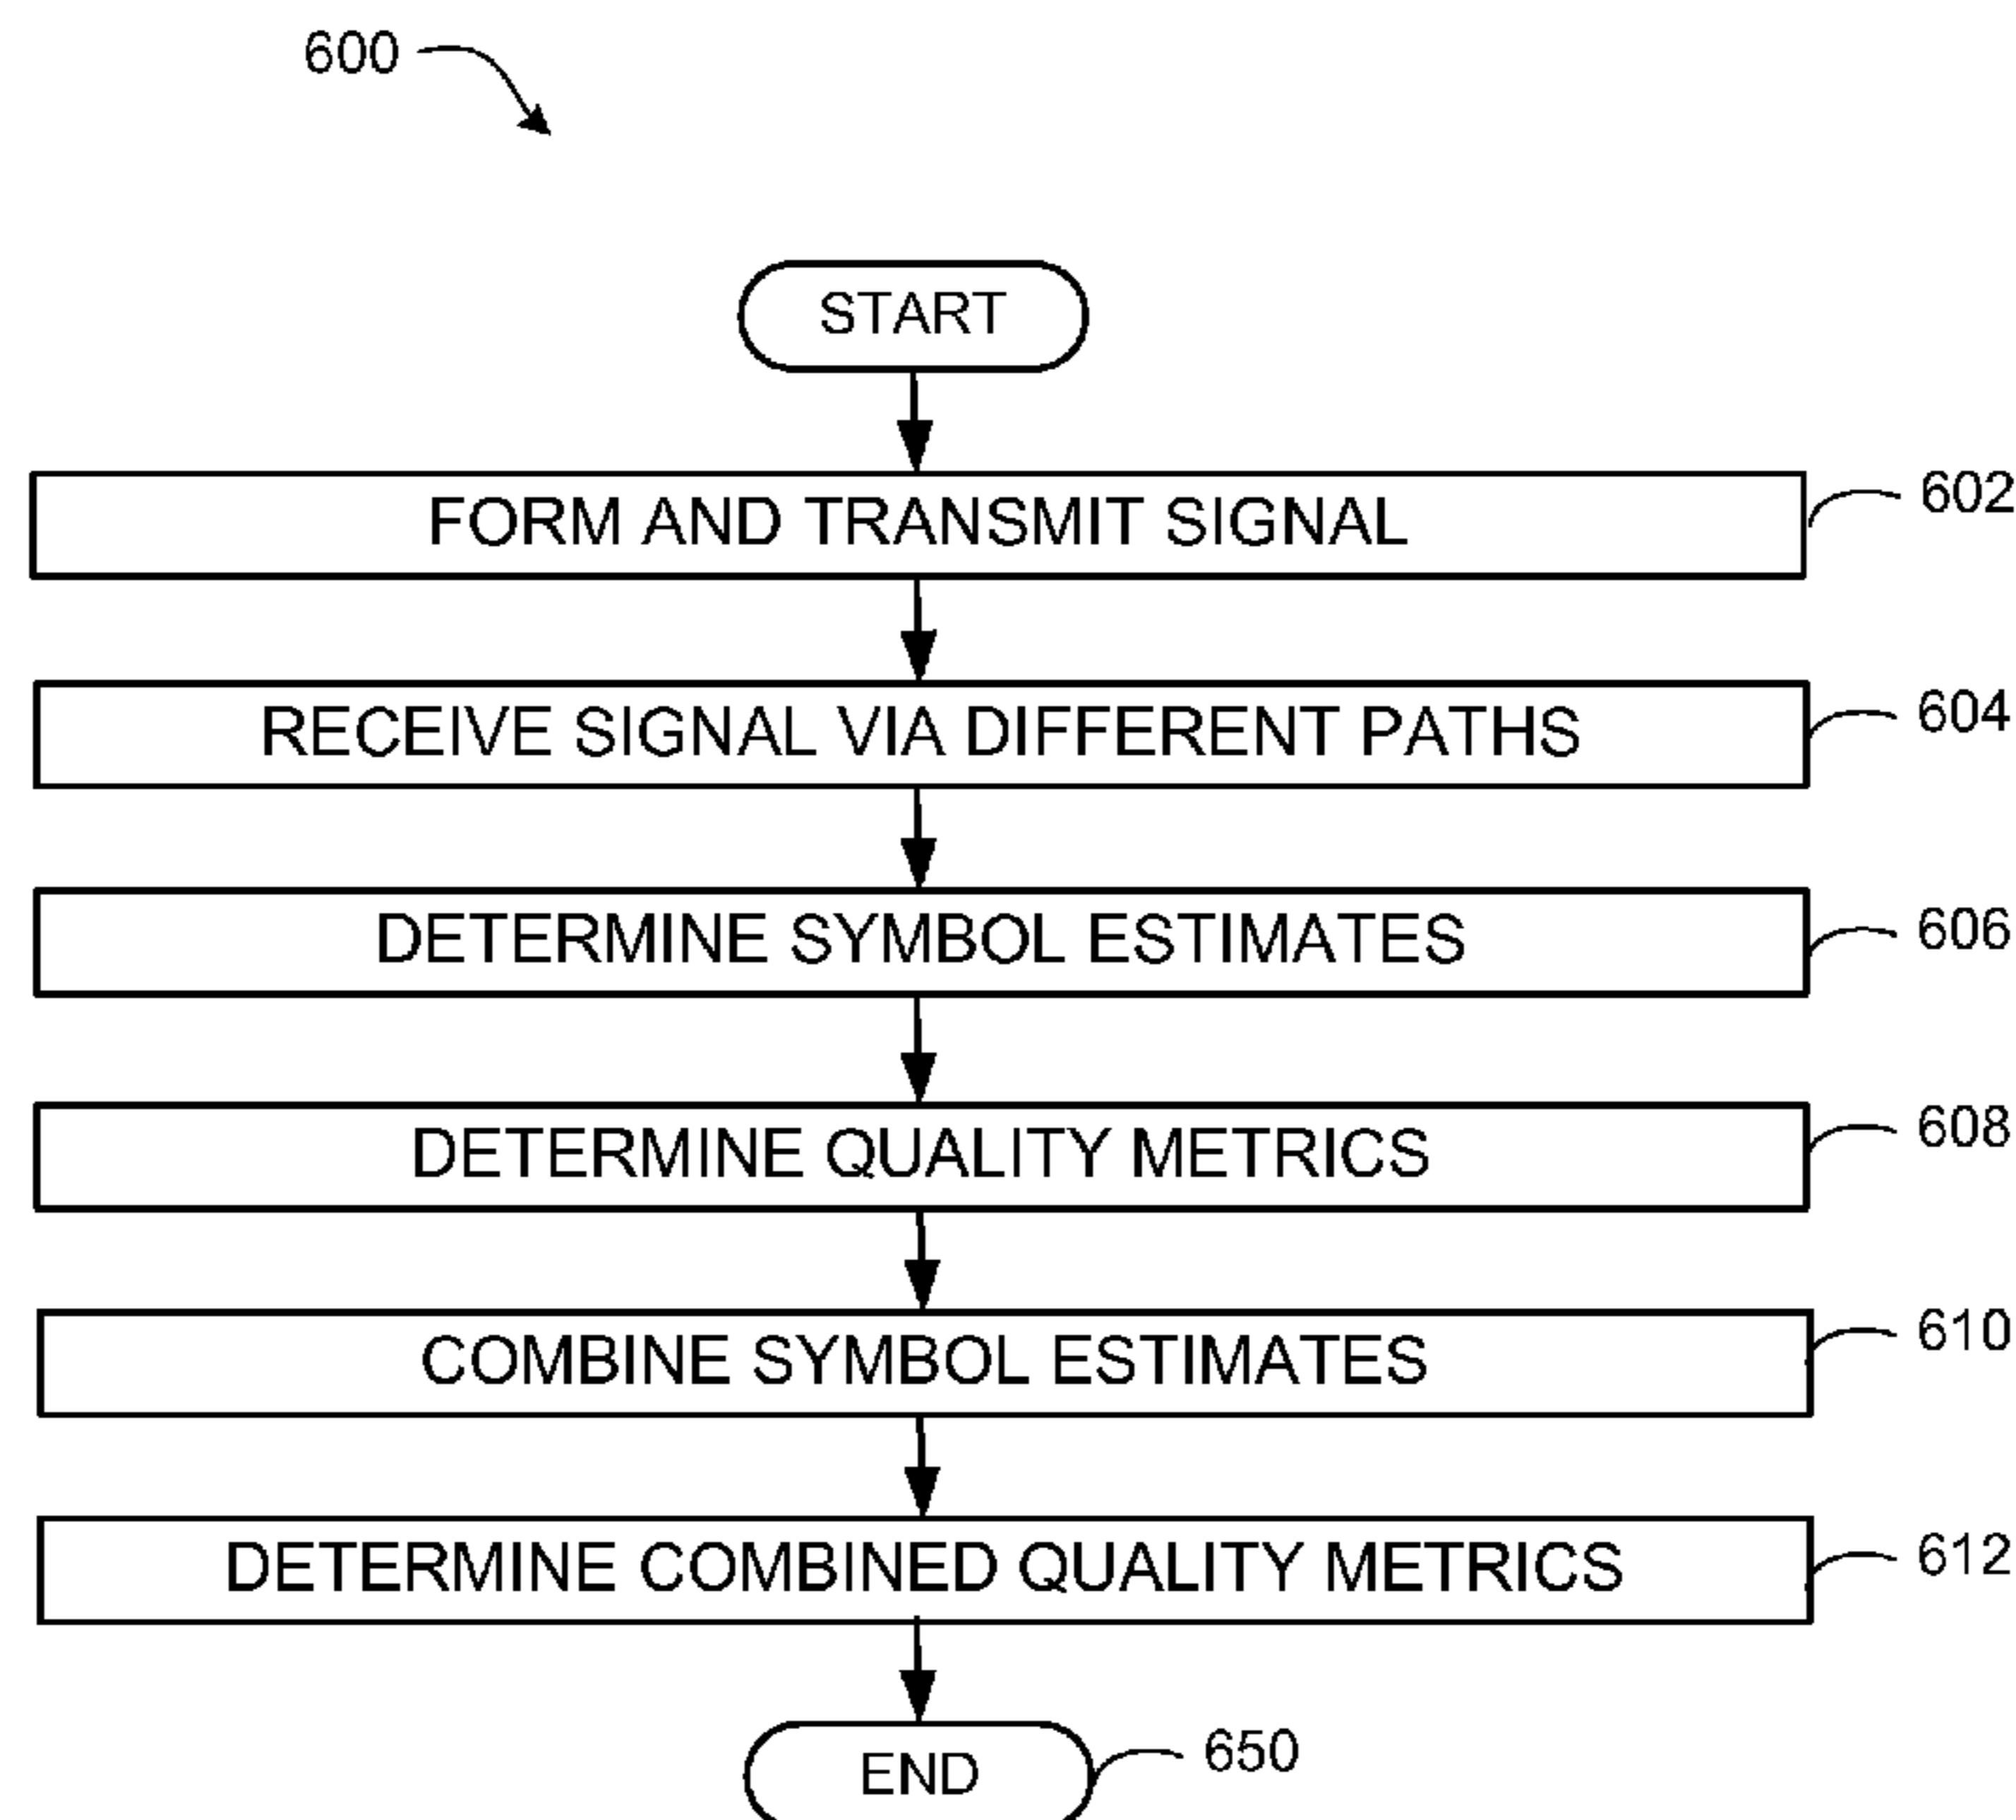 600
START
FORM AND TRANSMIT SIGNAL
602
RECEIVE SIGNAL VIA DIFFERENT PATHS
604
DETERMINE SYMBOL ESTIMATES
606
DETERMINE QUALITY METRICS
608
COMBINE SYMBOL ESTIMATES
610
DETERMINE COMBINED QUALITY METRICS
612
END
650